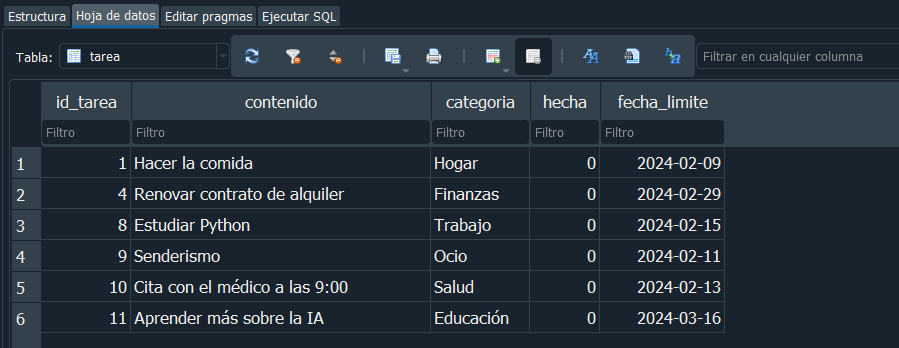 Estructura Hoja de datos Editar pragmas Ejecutar SQL
Tabla: tarea Filtrar en cualquier columna
id_tarea contenido categoria hecha fecha_limite
Filtro Filtro Filtro Filtro Filtro
1 1 Hacer la comida Hogar 0 2024-02-09
2 4 Renovar contrato de alquiler Finanzas 0 2024-02-29
3 8 Estudiar Python Trabajo 0 2024-02-15
4 9 Senderismo Ocio 0 2024-02-11
5 10 Cita con el médico a las 9:00 Salud 0 2024-02-13
6 11 Aprender más sobre la IA Educación 0 2024-03-16